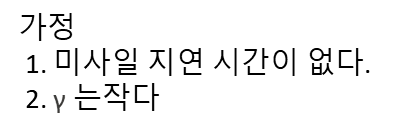 가정
1. 미사일 지연 시간이 없다.
2. γ 는작다